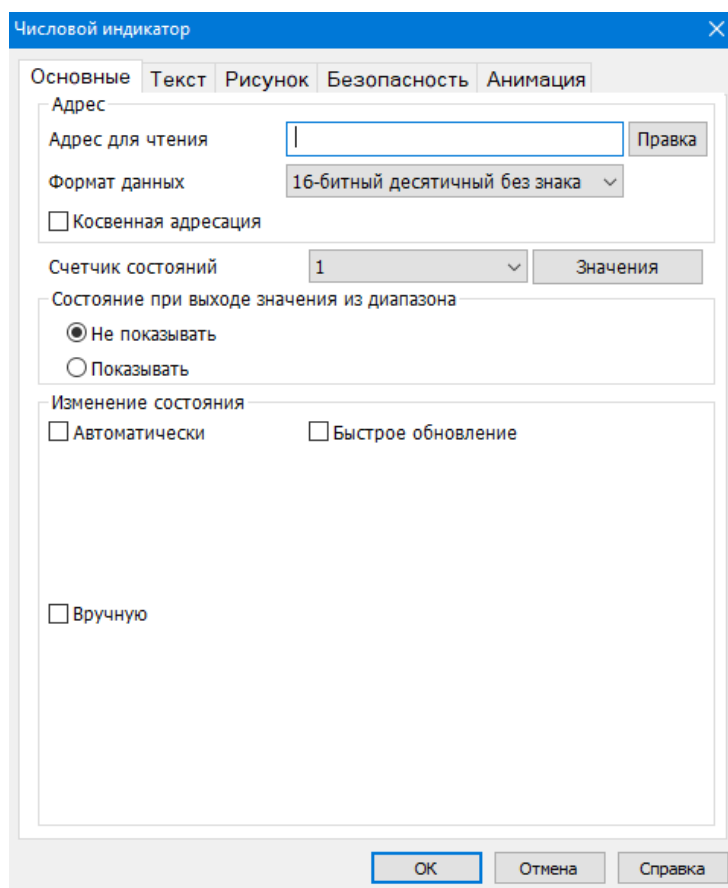 Числовой индикатор
Основные Текст Рисунок Безопасность Анимация
Адрес
Адрес для чтения Правка
Формат данных 16-битный десятичный без знака
Косвенная адресация
Счетчик состояний 1 Значения
Состояние при выходе значения из диапазона
Не показывать
Показывать
Изменение состояния
Автоматически Быстрое обновление
Вручную
OK Отмена Справка